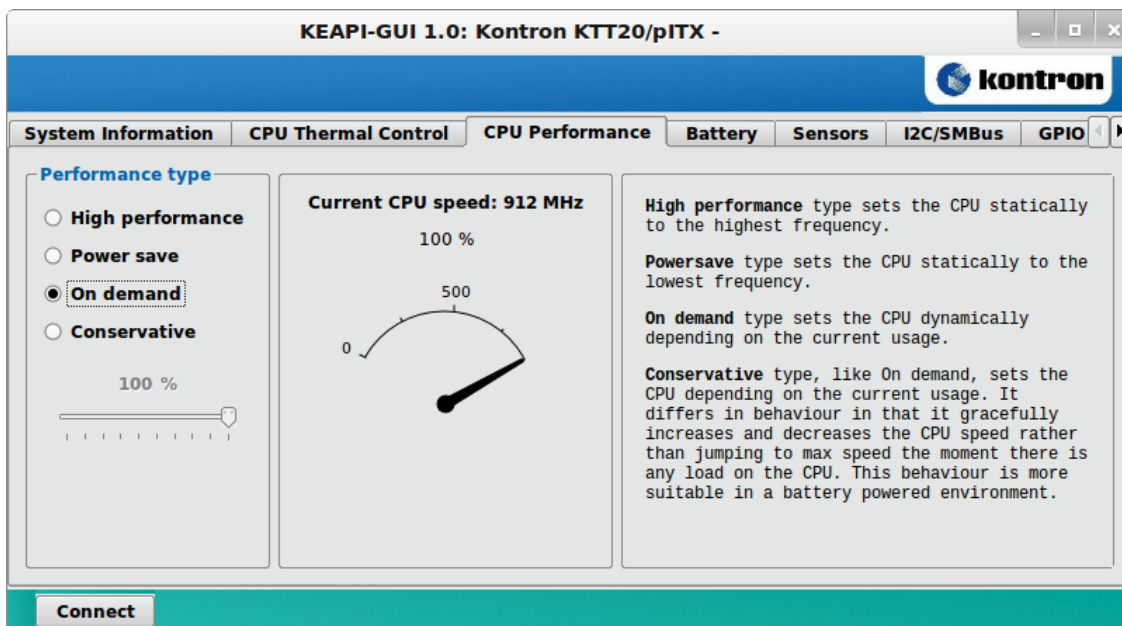 KEAPI-GUI 1.0: Kontron KTT20/pITX -
kontron
System Information CPU Thermal Control CPU Performance Battery Sensors I2C/SMBus GPIO
Performance type
High performance
Power save
On demand
Conservative
100 %
Current CPU speed: 912 MHz
100 %
500
0
High performance type sets the CPU statically
to the highest frequency.
Powersave type sets the CPU statically to the
lowest frequency.
On demand type sets the CPU dynamically
depending on the current usage.
Conservative type, like On demand, sets the
CPU depending on the current usage. It
differs in behaviour in that it gracefully
increases and decreases the CPU speed rather
than jumping to max speed the moment there is
any load on the CPU. This behaviour is more
suitable in a battery powered environment.
Connect